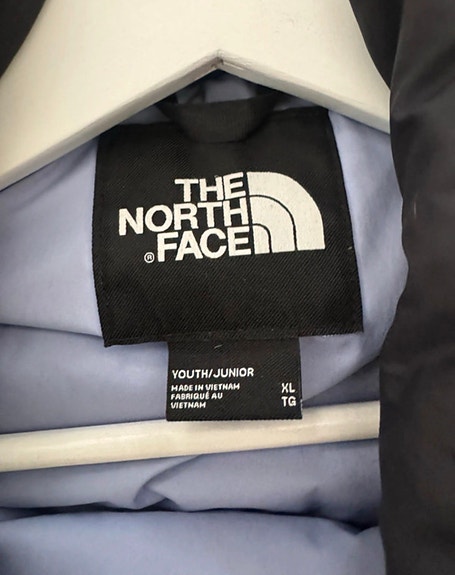 THE
NORTH
® FACE
YOUTH/JUNIOR
MADE IN VIETNAM
FABRIQUÉ AU
VIETNAM
XL
TG